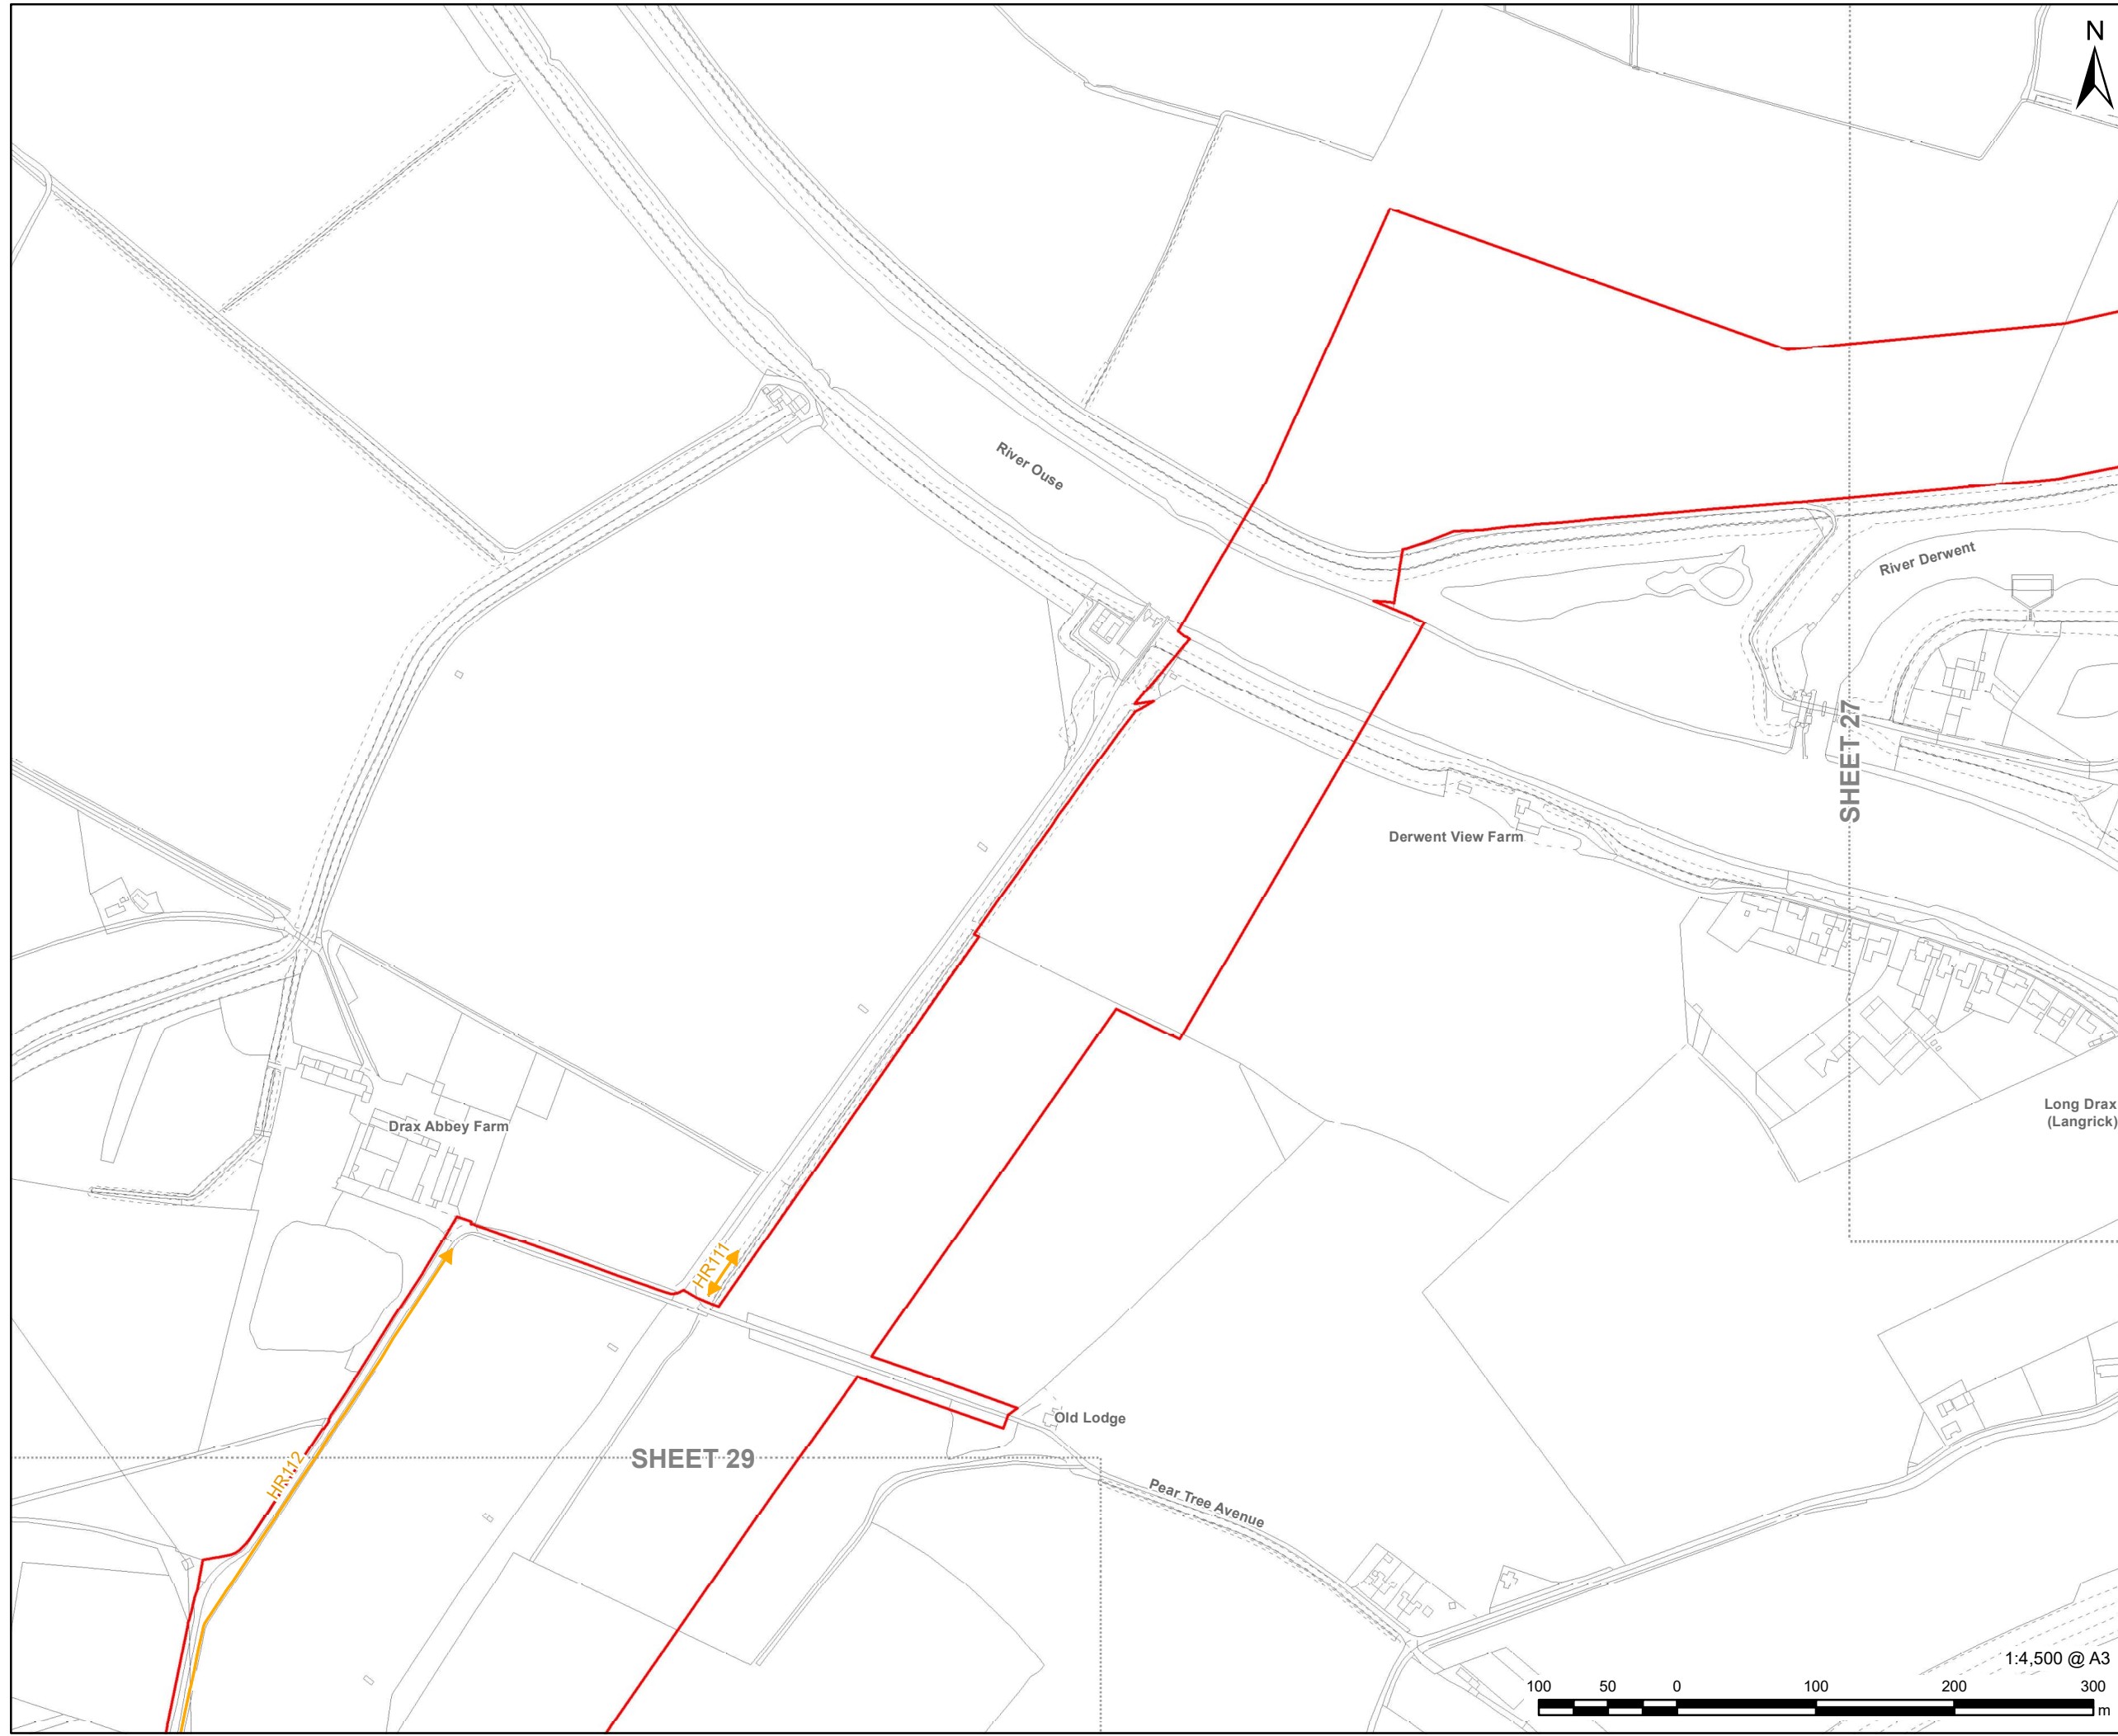 N
River Ouse
River Derwent
SHEET 27
Derwent View Farm
Long Drax
(Langrick)
Drax Abbey Farm
HR111
Old Lodge
SHEET 29
HR112
Pear Tree Avenue
1:4,500 @ A3
100 50 0 100 200 300
m